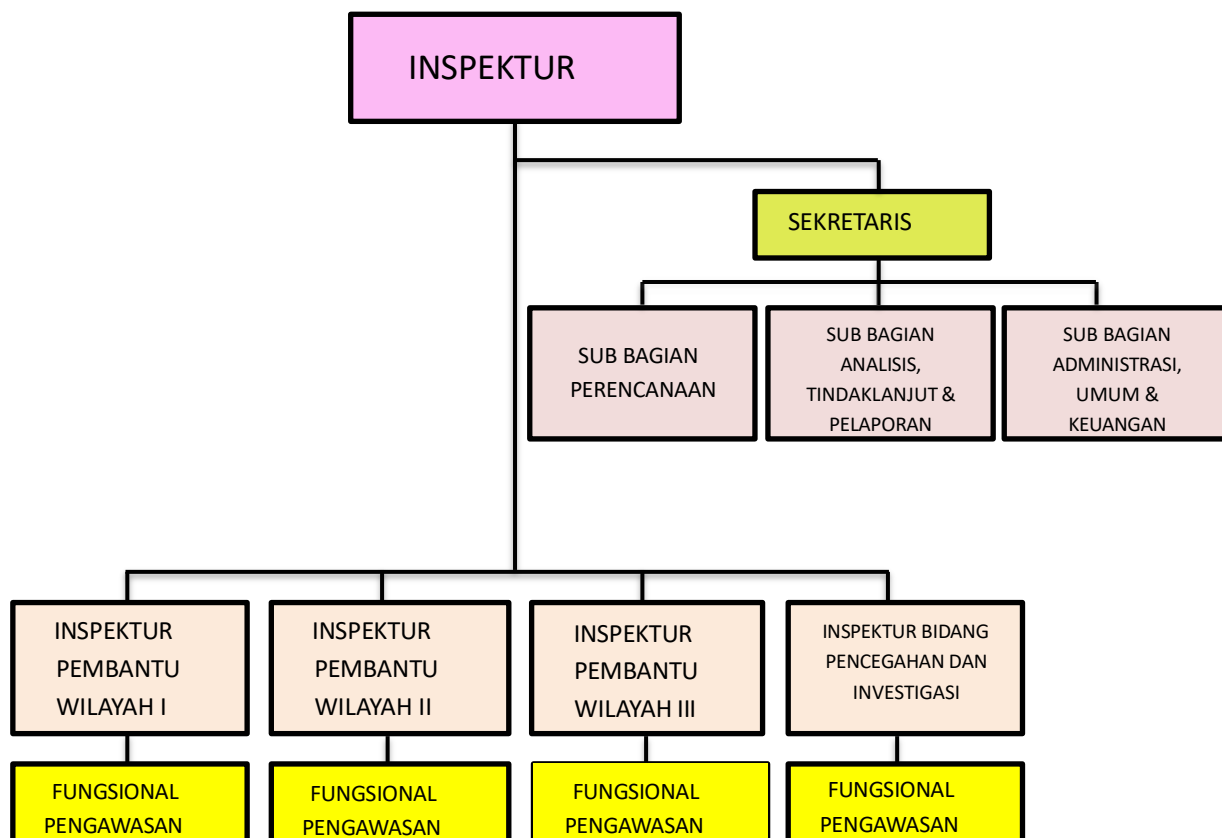 INSPEKTUR
SEKRETARIS
SUB BAGIAN
PERENCANAAN
SUB BAGIAN
ANALISIS,
TINDAKLANJUT &
PELAPORAN
SUB BAGIAN
ADMINISTRASI,
UMUM &
KEUANGAN
INSPEKTUR
PEMBANTU
WILAYAH I
INSPEKTUR
PEMBANTU
WILAYAH II
INSPEKTUR
PEMBANTU
WILAYAH III
INSPEKTUR BIDANG
PENCEGAHAN DAN
INVESTIGASI
FUNGSIONAL
PENGAWASAN
FUNGSIONAL
PENGAWASAN
FUNGSIONAL
PENGAWASAN
FUNGSIONAL
PENGAWASAN